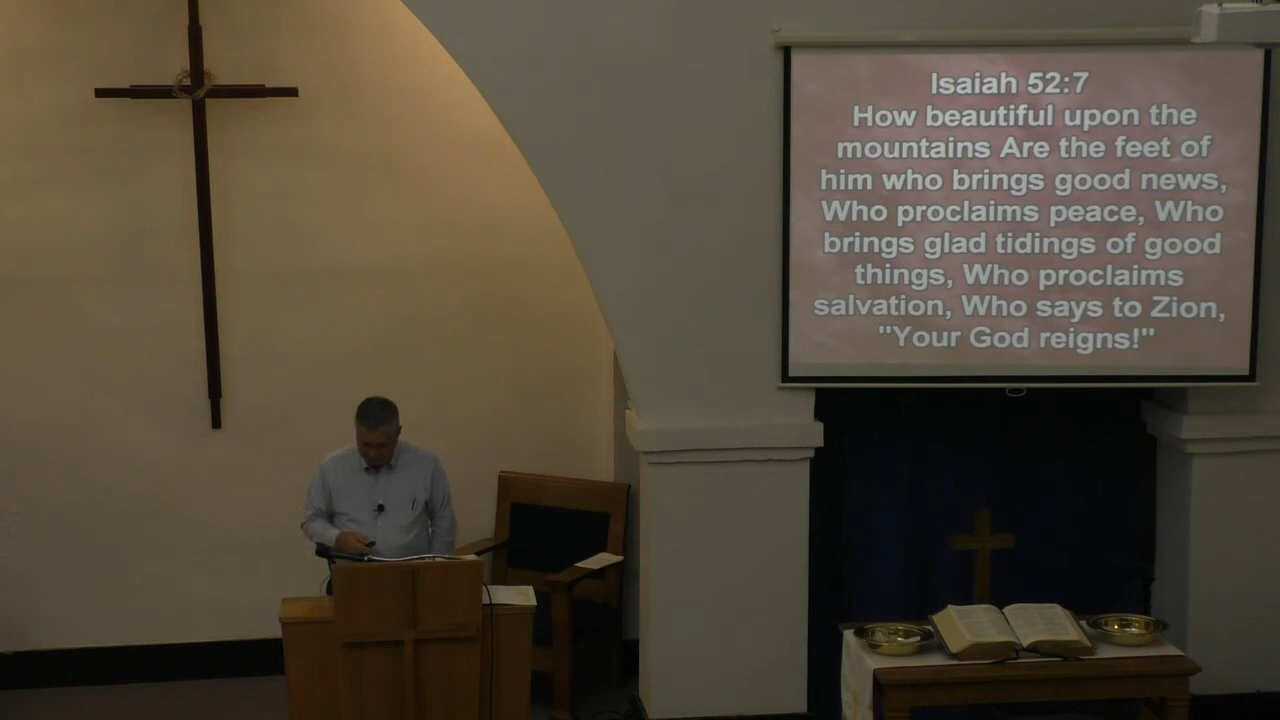 Isaiah 52:7
How beautiful upon the
mountains Are the feet of
him who brings good news,
Who proclaims peace, Who
brings glad tidings of good
things, Who proclaims
salvation, Who says to Zion,
"Your God reigns!"